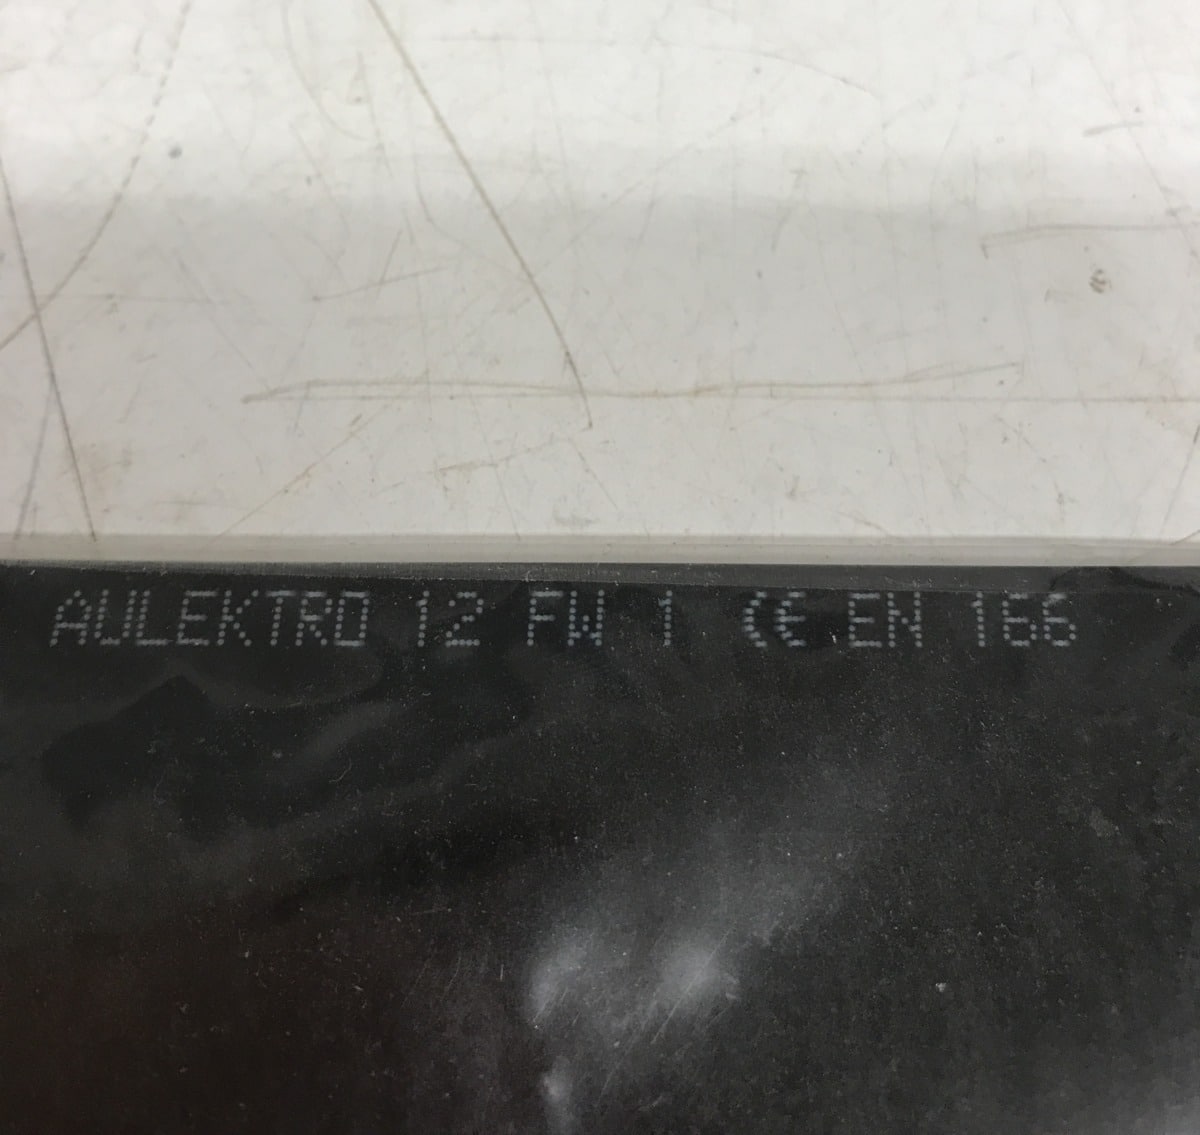 AULEKTRO 12 FW 1 CE EN 166